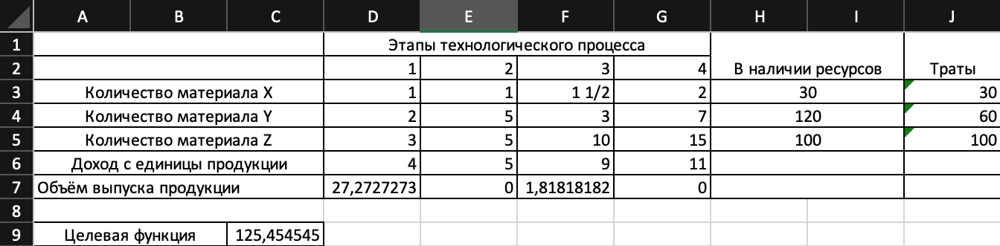 A B C D E F G H I J
1 Этапы технологического процесса
2 1 2 3 4 В наличии ресурсов Траты
3 Количество материала X 1 1 1 1/2 2 30 30
4 Количество материала Y 2 5 3 7 120 60
5 Количество материала Z 3 5 10 15 100 100
6 Доход с единицы продукции 4 5 9 11
7 Объём выпуска продукции 27,2727273 0 1,81818182 0
8
9 Целевая функция 125,454545